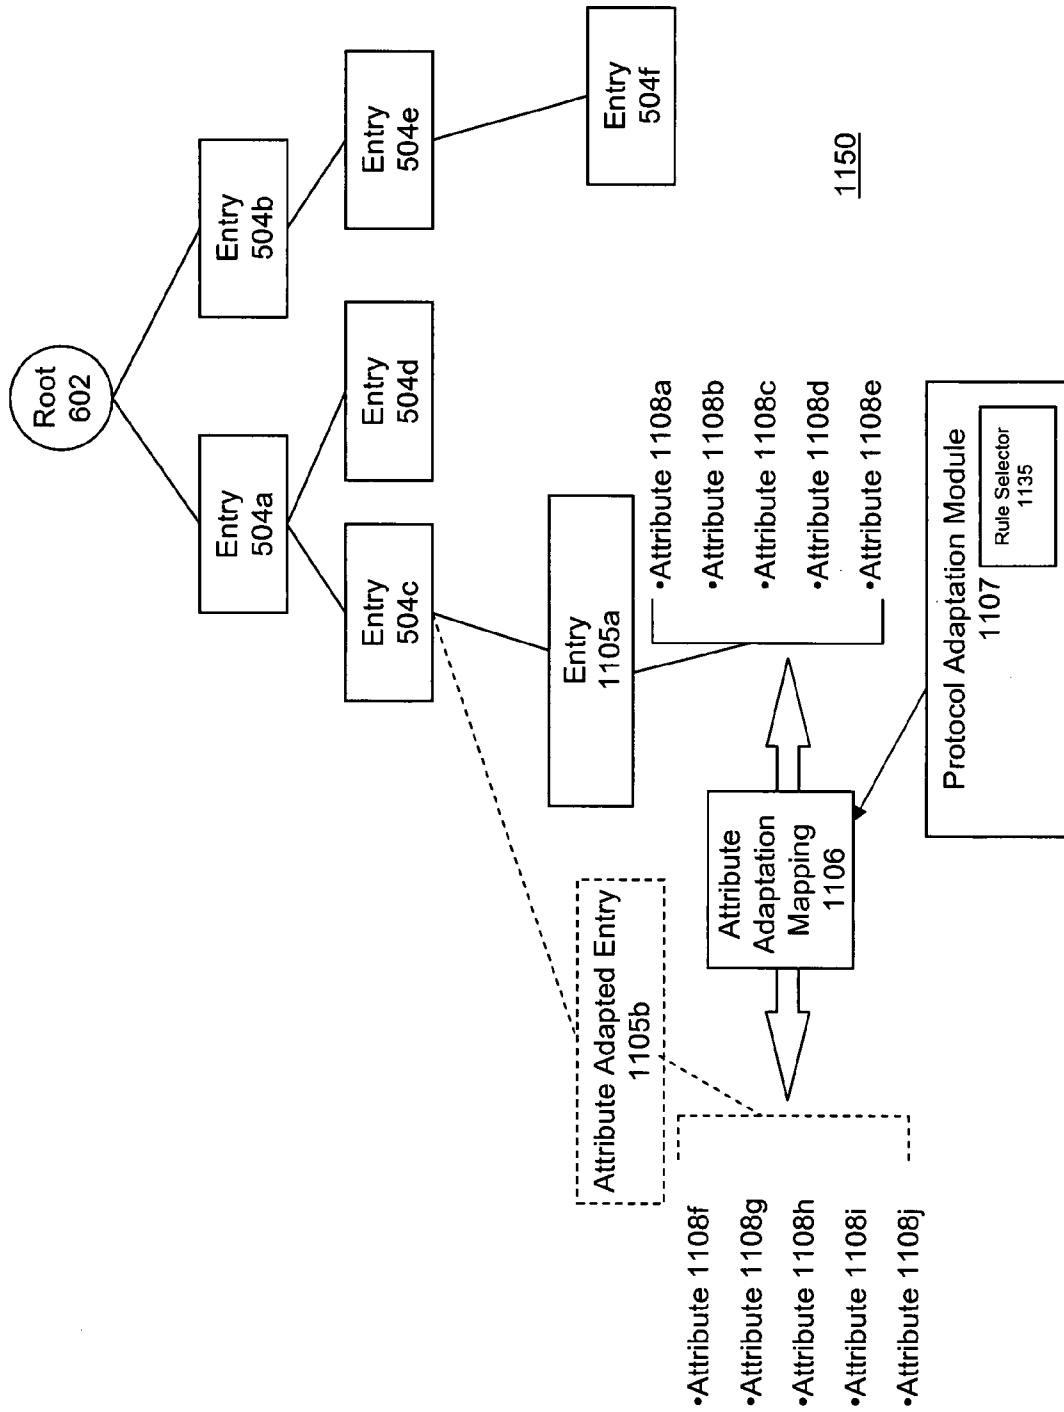 Root
602
Entry
504a
Entry
504b
Entry
504c
Entry
504d
Entry
504e
Entry
504f
Attribute Adapted Entry
1105b
Entry
1105a
•Attribute 1108f
•Attribute 1108g
•Attribute 1108h
•Attribute 1108i
•Attribute 1108j
Attribute
Adaptation
Mapping
1106
•Attribute 1108a
•Attribute 1108b
•Attribute 1108c
•Attribute 1108d
•Attribute 1108e
Protocol Adaptation Module
1107
Rule Selector
1135
1150